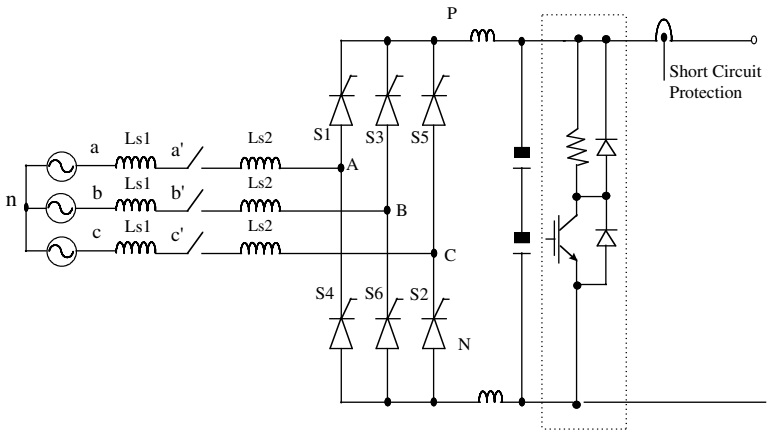 P
Short Circuit
Protection
S1
S3
S5
a
Ls1
a'
Ls2
A
n
b
Ls1
b'
Ls2
B
c
Ls1
c'
Ls2
C
S4
S6
S2
N